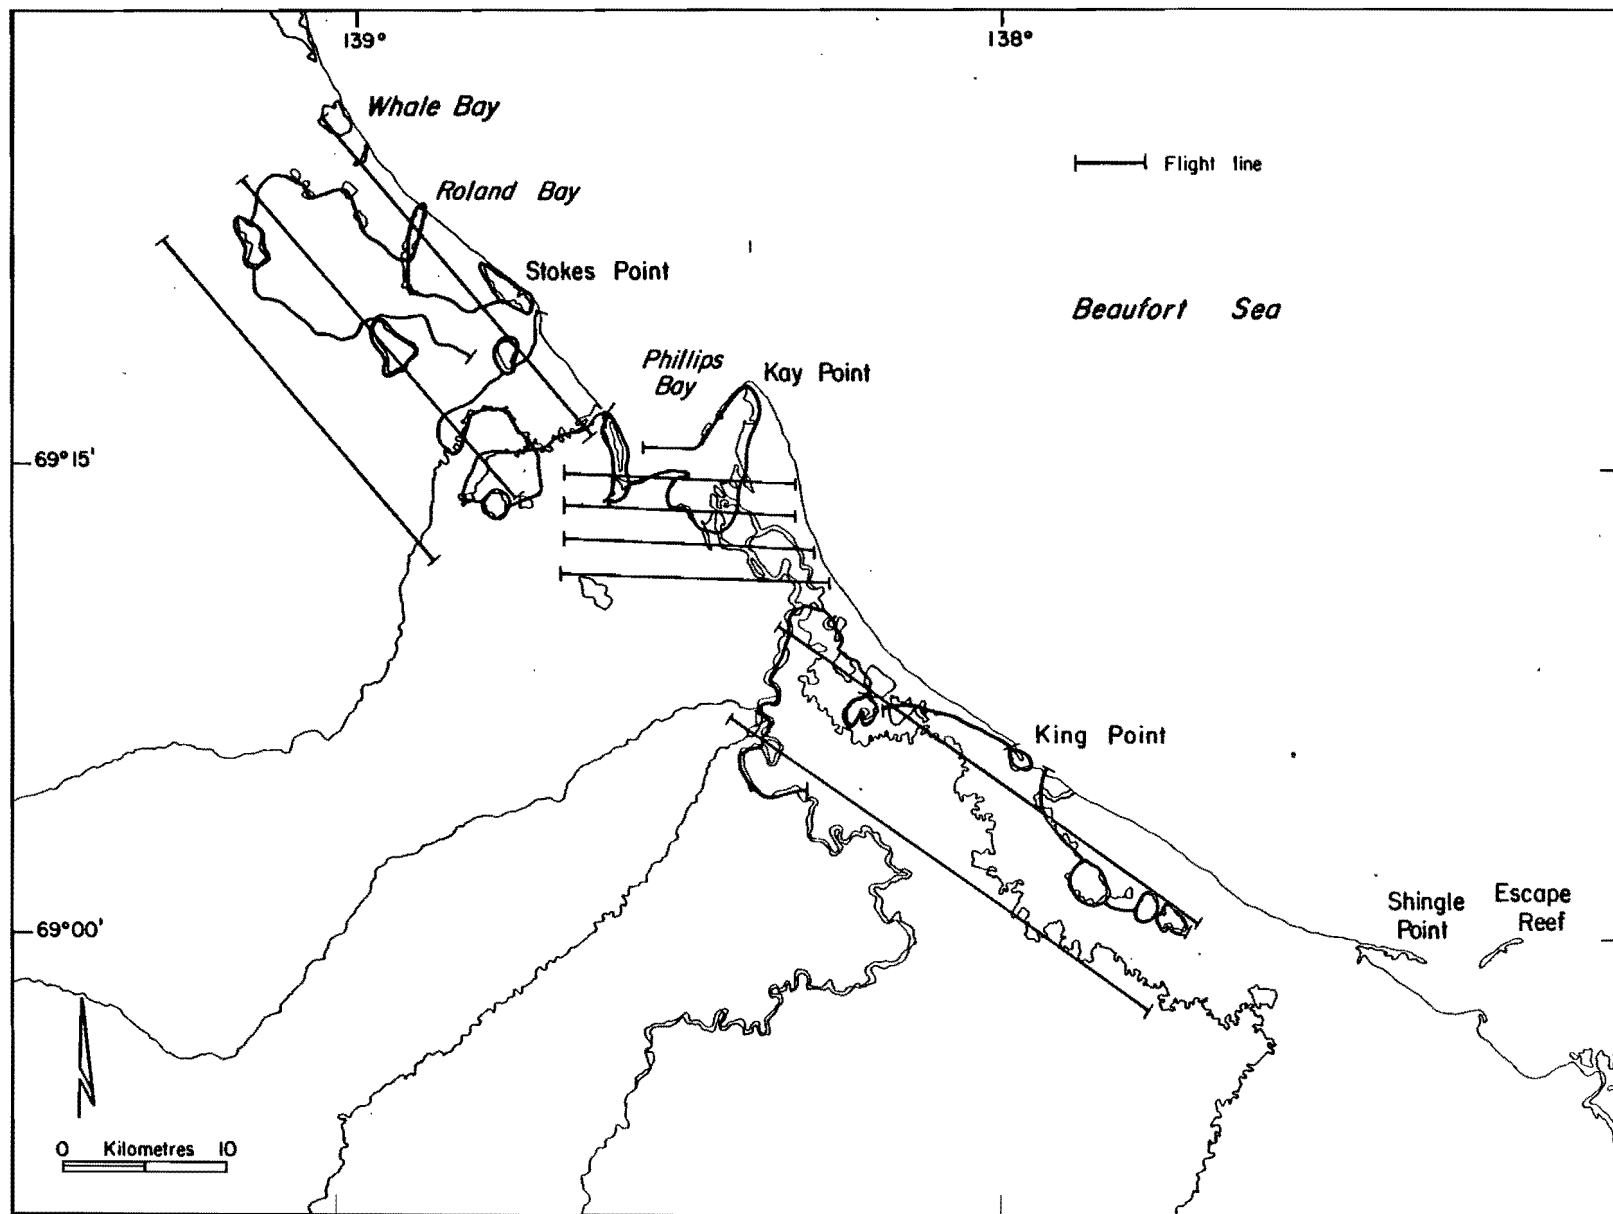 139°
138°
Whale Bay
Flight line
Roland Bay
Stokes Point
Beaufort Sea
Phillips
Bay
Kay Point
69°15'
King Point
Shingle
Point
Escape
Reef
69°00'
0 Kilometres 10